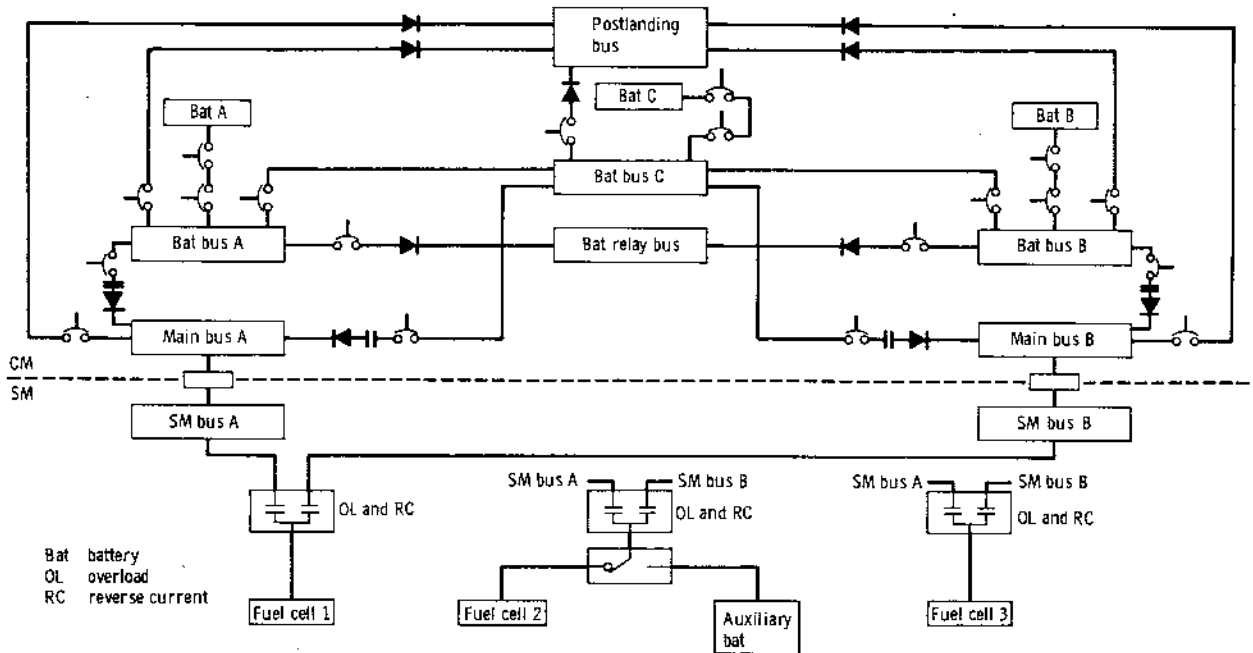 Postlanding
bus
Bat C
Bat A
Bat B
Bat bus C
Bat bus A
Bat relay bus
Bat bus B
Main bus A
Main bus B
CM
SM
SM bus A
SM bus B
SM bus A
SM bus B
SM bus A
SM bus B
OL and RC
OL and RC
OL and RC
Bat battery
OL overload
RC reverse current
Fuel cell 1
Fuel cell 2
Auxiliary
bat
Fuel cell 3